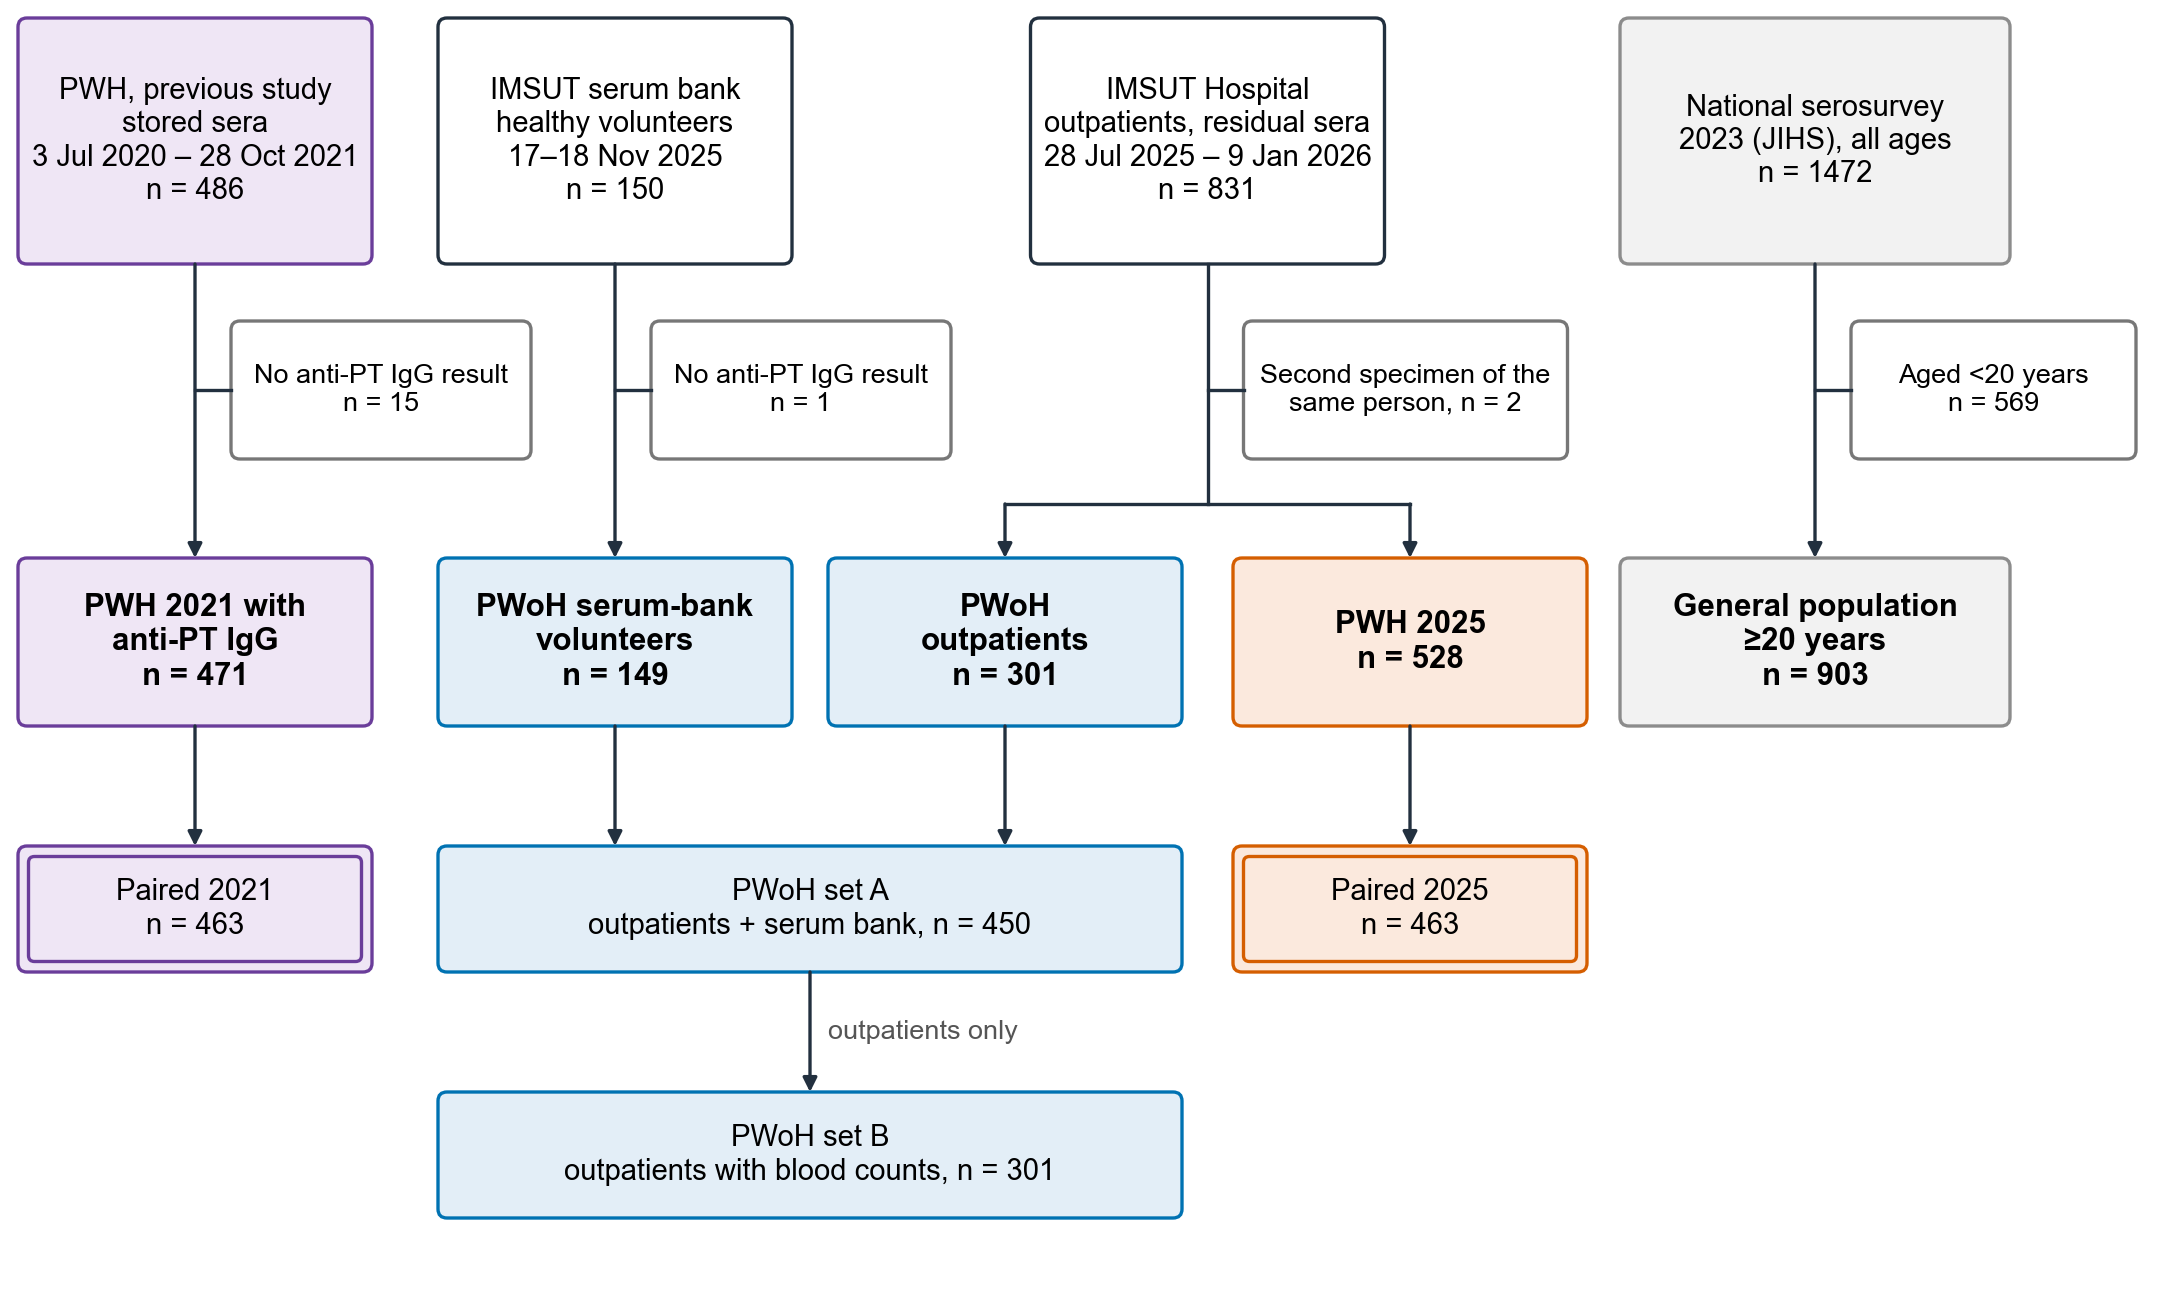 PWH, previous study
stored sera
3 Jul 2020 – 28 Oct 2021
n = 486
IMSUT serum bank
healthy volunteers
17–18 Nov 2025
n = 150
IMSUT Hospital
outpatients, residual sera
28 Jul 2025 – 9 Jan 2026
n = 831
National serosurvey
2023 (JIHS), all ages
n = 1472
No anti-PT IgG result
n = 15
No anti-PT IgG result
n = 1
Second specimen of the
same person, n = 2
Aged <20 years
n = 569
PWH 2021 with
anti-PT IgG
n = 471
PWoH serum-bank
volunteers
n = 149
PWoH
outpatients
n = 301
PWH 2025
n = 528
General population
≥20 years
n = 903
Paired 2021
n = 463
PWoH set A
outpatients + serum bank, n = 450
Paired 2025
n = 463
outpatients only
PWoH set B
outpatients with blood counts, n = 301